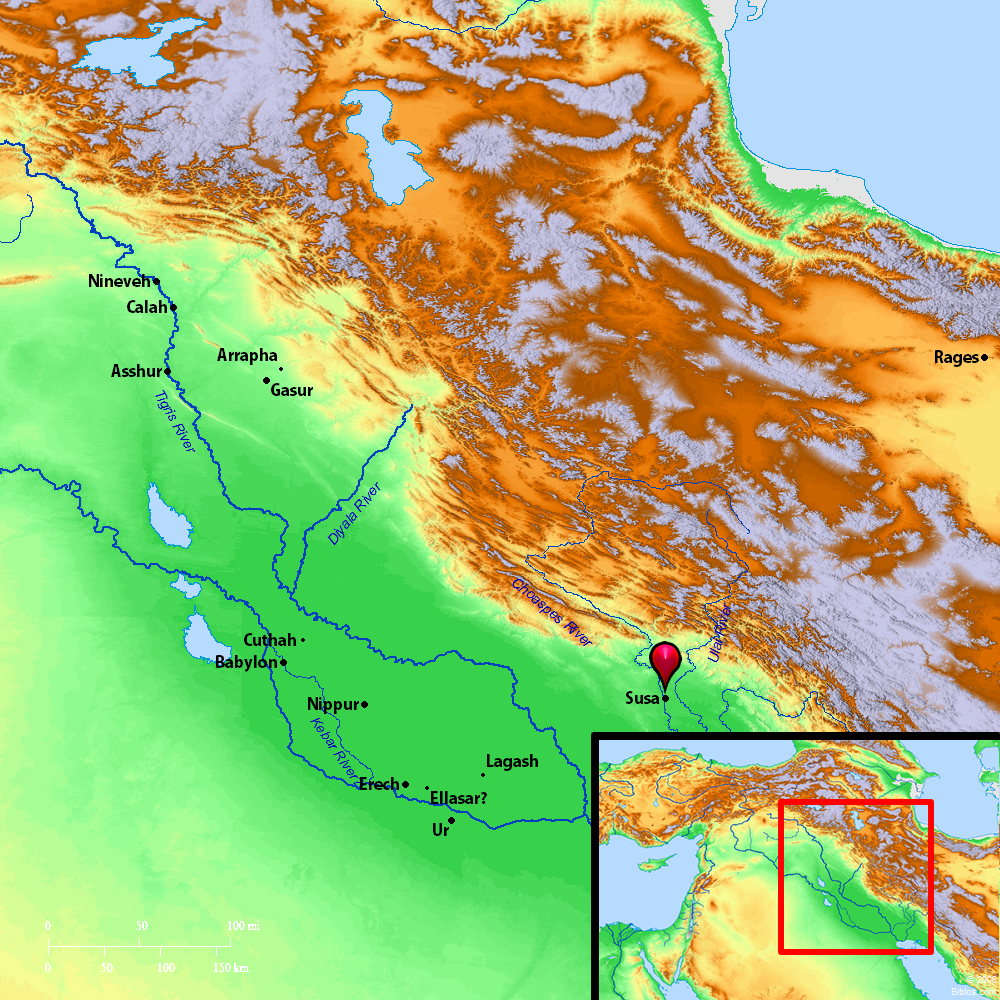 Nineveh
Calah
Rages
Arrapha
Asshur
Gasur
Tigris River
Diyala River
Choaspes River
Ulai River
Cuthah
Babylon
Susa
Nippur
Kebar River
Lagash
Erech
Ellasar?
Ur
0 50 100 mi
0 50 100 150 km
Bibles.com